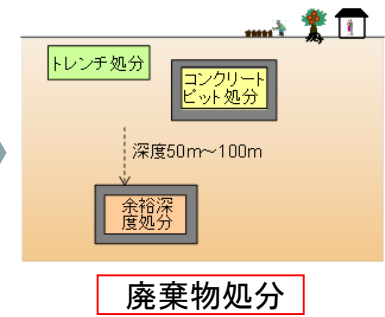 トレンチ処分
コンクリート
ピット処分
深度50m～100m
余裕深
度処分
廃棄物処分